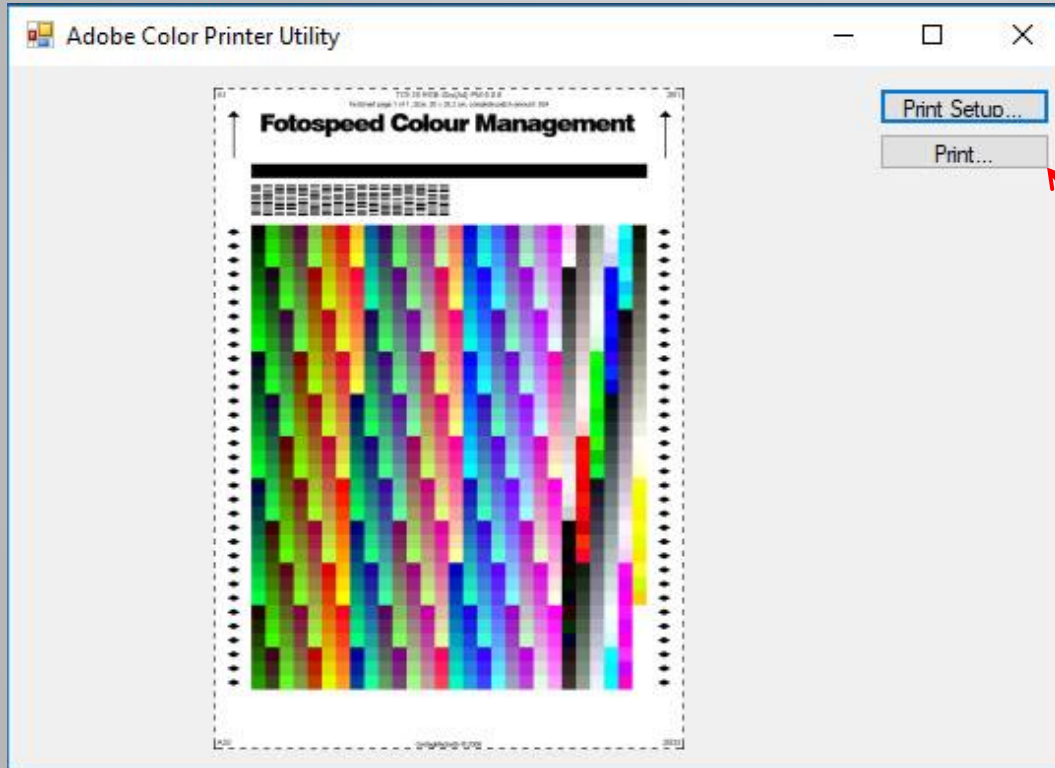 Adobe Color Printer Utility
Print Setup...
Print...
Fotospeed Colour Management